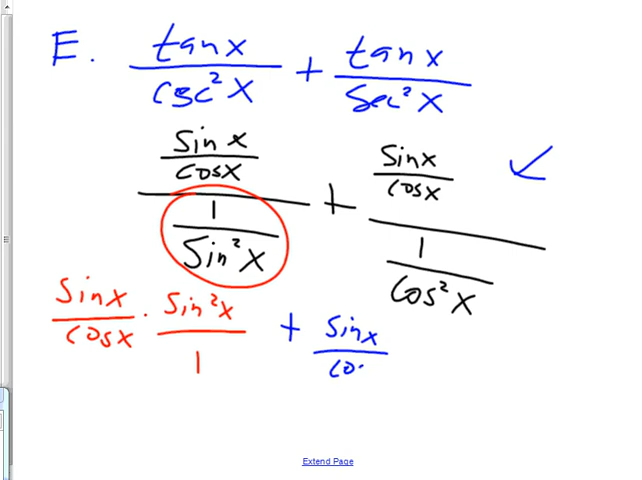 E. tan x / csc² x + tan x / sec² x
(sin x / cos x) / (1 / sin² x) + (sin x / cos x) / (1 / cos² x)
sin x / cos x · sin² x / 1 + sin x / co
Extend Page